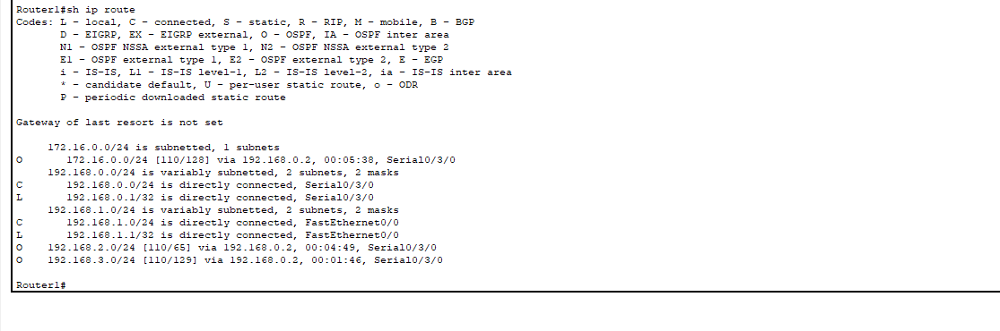 Router1#sh ip route
Codes: L - local, C - connected, S - static, R - RIP, M - mobile, B - BGP
D - EIGRP, EX - EIGRP external, O - OSPF, IA - OSPF inter area
N1 - OSPF NSSA external type 1, N2 - OSPF NSSA external type 2
E1 - OSPF external type 1, E2 - OSPF external type 2, E - EGP
i - IS-IS, L1 - IS-IS level-1, L2 - IS-IS level-2, ia - IS-IS inter area
* - candidate default, U - per-user static route, o - ODR
P - periodic downloaded static route
Gateway of last resort is not set
172.16.0.0/24 is subnetted, 1 subnets
O 172.16.0.0/24 [110/128] via 192.168.0.2, 00:05:38, Serial0/3/0
192.168.0.0/24 is variably subnetted, 2 subnets, 2 masks
C 192.168.0.0/24 is directly connected, Serial0/3/0
L 192.168.0.1/32 is directly connected, Serial0/3/0
192.168.1.0/24 is variably subnetted, 2 subnets, 2 masks
C 192.168.1.0/24 is directly connected, FastEthernet0/0
L 192.168.1.1/32 is directly connected, FastEthernet0/0
O 192.168.2.0/24 [110/65] via 192.168.0.2, 00:04:49, Serial0/3/0
O 192.168.3.0/24 [110/129] via 192.168.0.2, 00:01:46, Serial0/3/0
Router1#